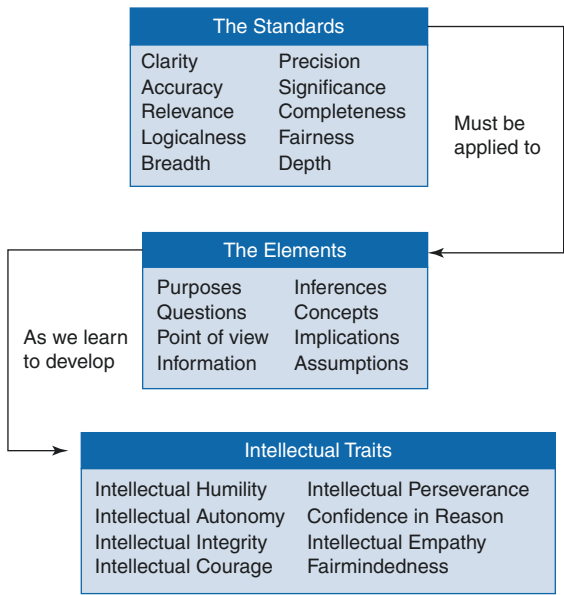 The Standards
Clarity Precision
Accuracy Significance
Relevance Completeness
Logicalness Fairness
Breadth Depth
Must be
applied to
The Elements
Purposes Inferences
Questions Concepts
Point of view Implications
Information Assumptions
As we learn
to develop
Intellectual Traits
Intellectual Humility Intellectual Perseverance
Intellectual Autonomy Confidence in Reason
Intellectual Integrity Intellectual Empathy
Intellectual Courage Fairmindedness